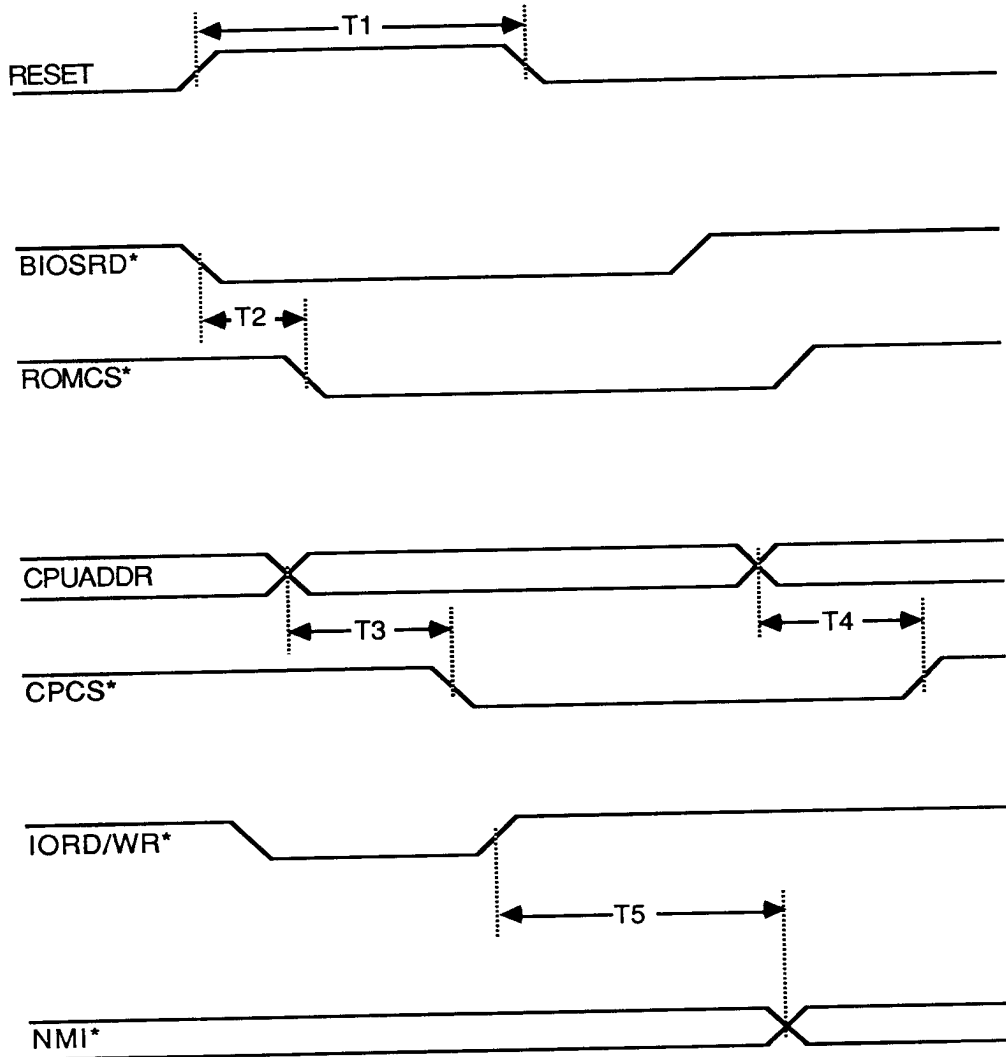 T1
RESET
BIOSRD*
T2
ROMCS*
CPUADDR
T3
T4
CPCS*
IORD/WR*
T5
NMI*